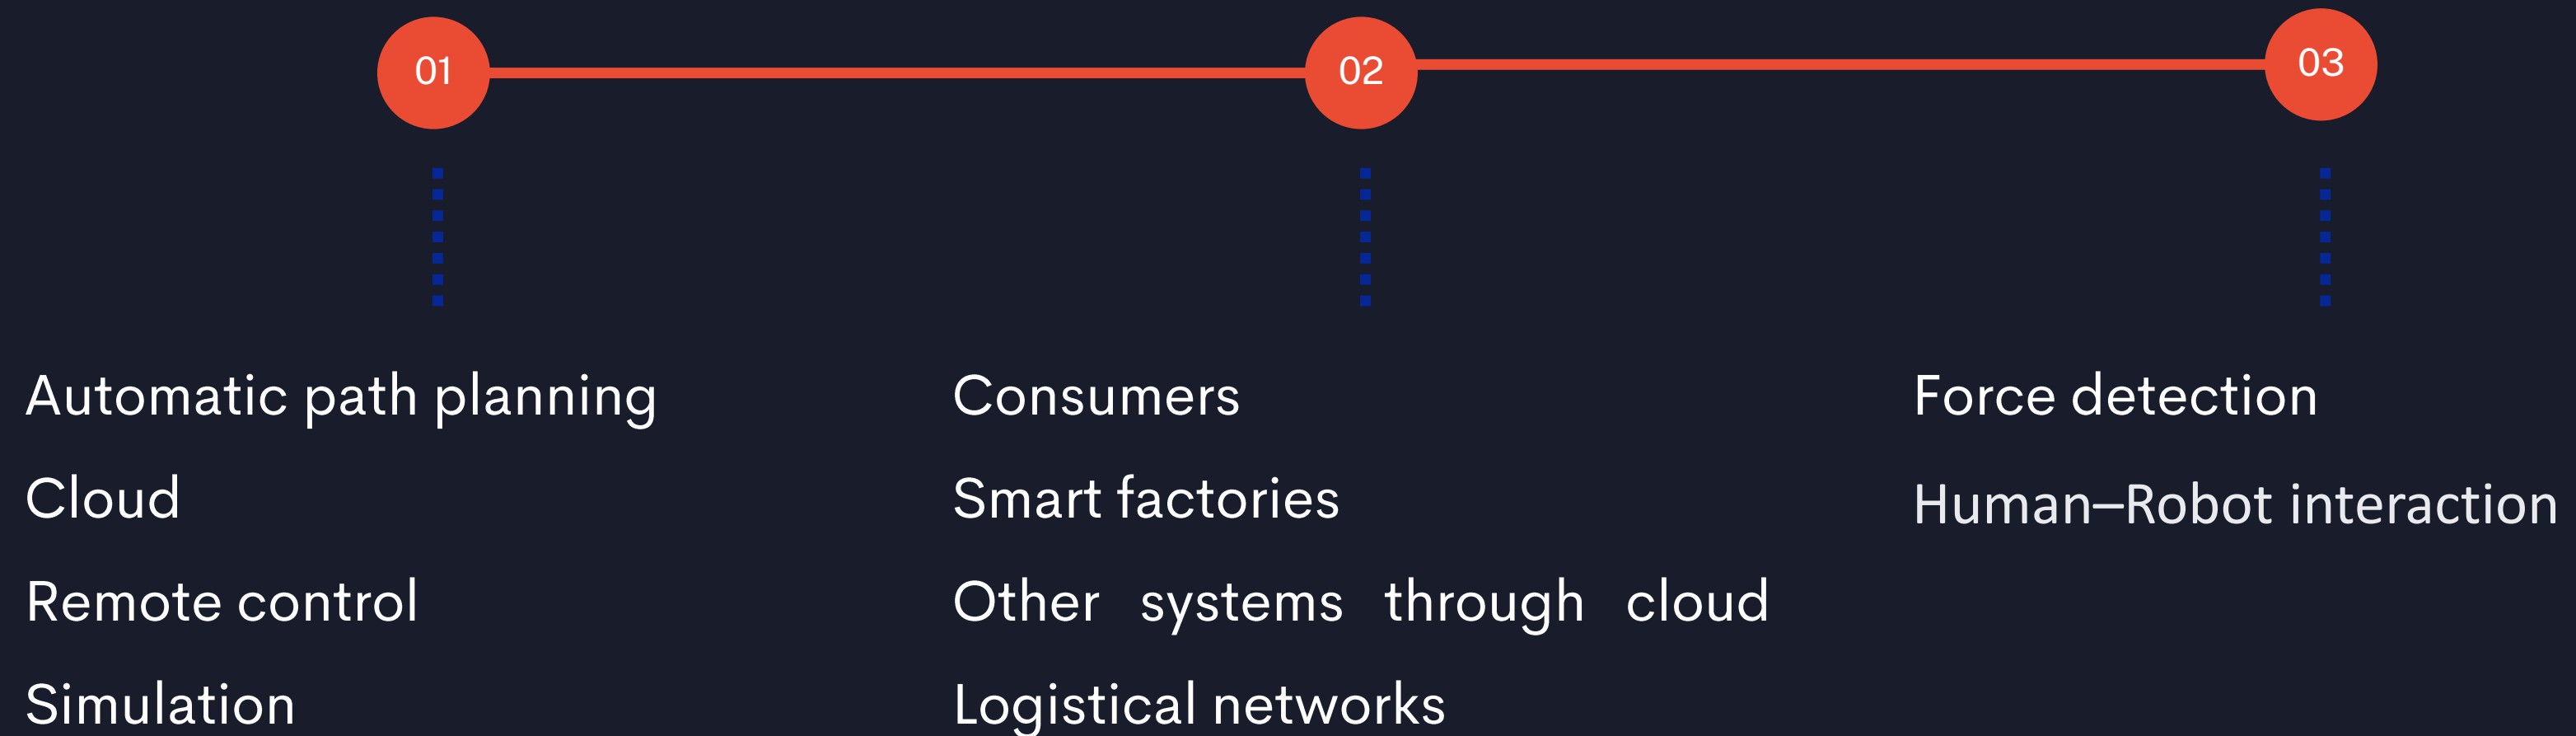 01
02
03
Automatic path planning
Cloud
Remote control
Simulation
Consumers
Smart factories
Other systems through cloud
Logistical networks
Force detection
Human–Robot interaction